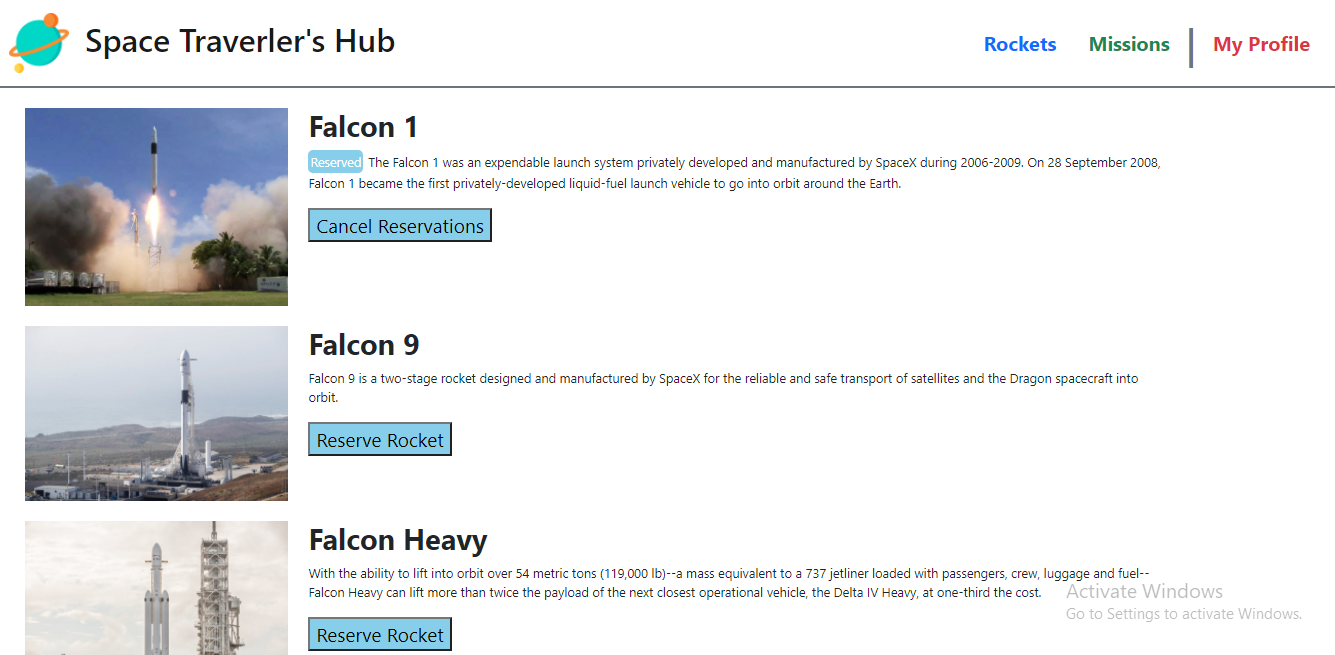 Space Traverler's Hub
Rockets
Missions
My Profile
Falcon 1
Reserved The Falcon 1 was an expendable launch system privately developed and manufactured by SpaceX during 2006-2009. On 28 September 2008,
Falcon 1 became the first privately-developed liquid-fuel launch vehicle to go into orbit around the Earth.
Cancel Reservations
Falcon 9
Falcon 9 is a two-stage rocket designed and manufactured by SpaceX for the reliable and safe transport of satellites and the Dragon spacecraft into
orbit.
Reserve Rocket
Falcon Heavy
With the ability to lift into orbit over 54 metric tons (119,000 lb)--a mass equivalent to a 737 jetliner loaded with passengers, crew, luggage and fuel--
Falcon Heavy can lift more than twice the payload of the next closest operational vehicle, the Delta IV Heavy, at one-third the cost.
Reserve Rocket
Activate Windows
Go to Settings to activate Windows.